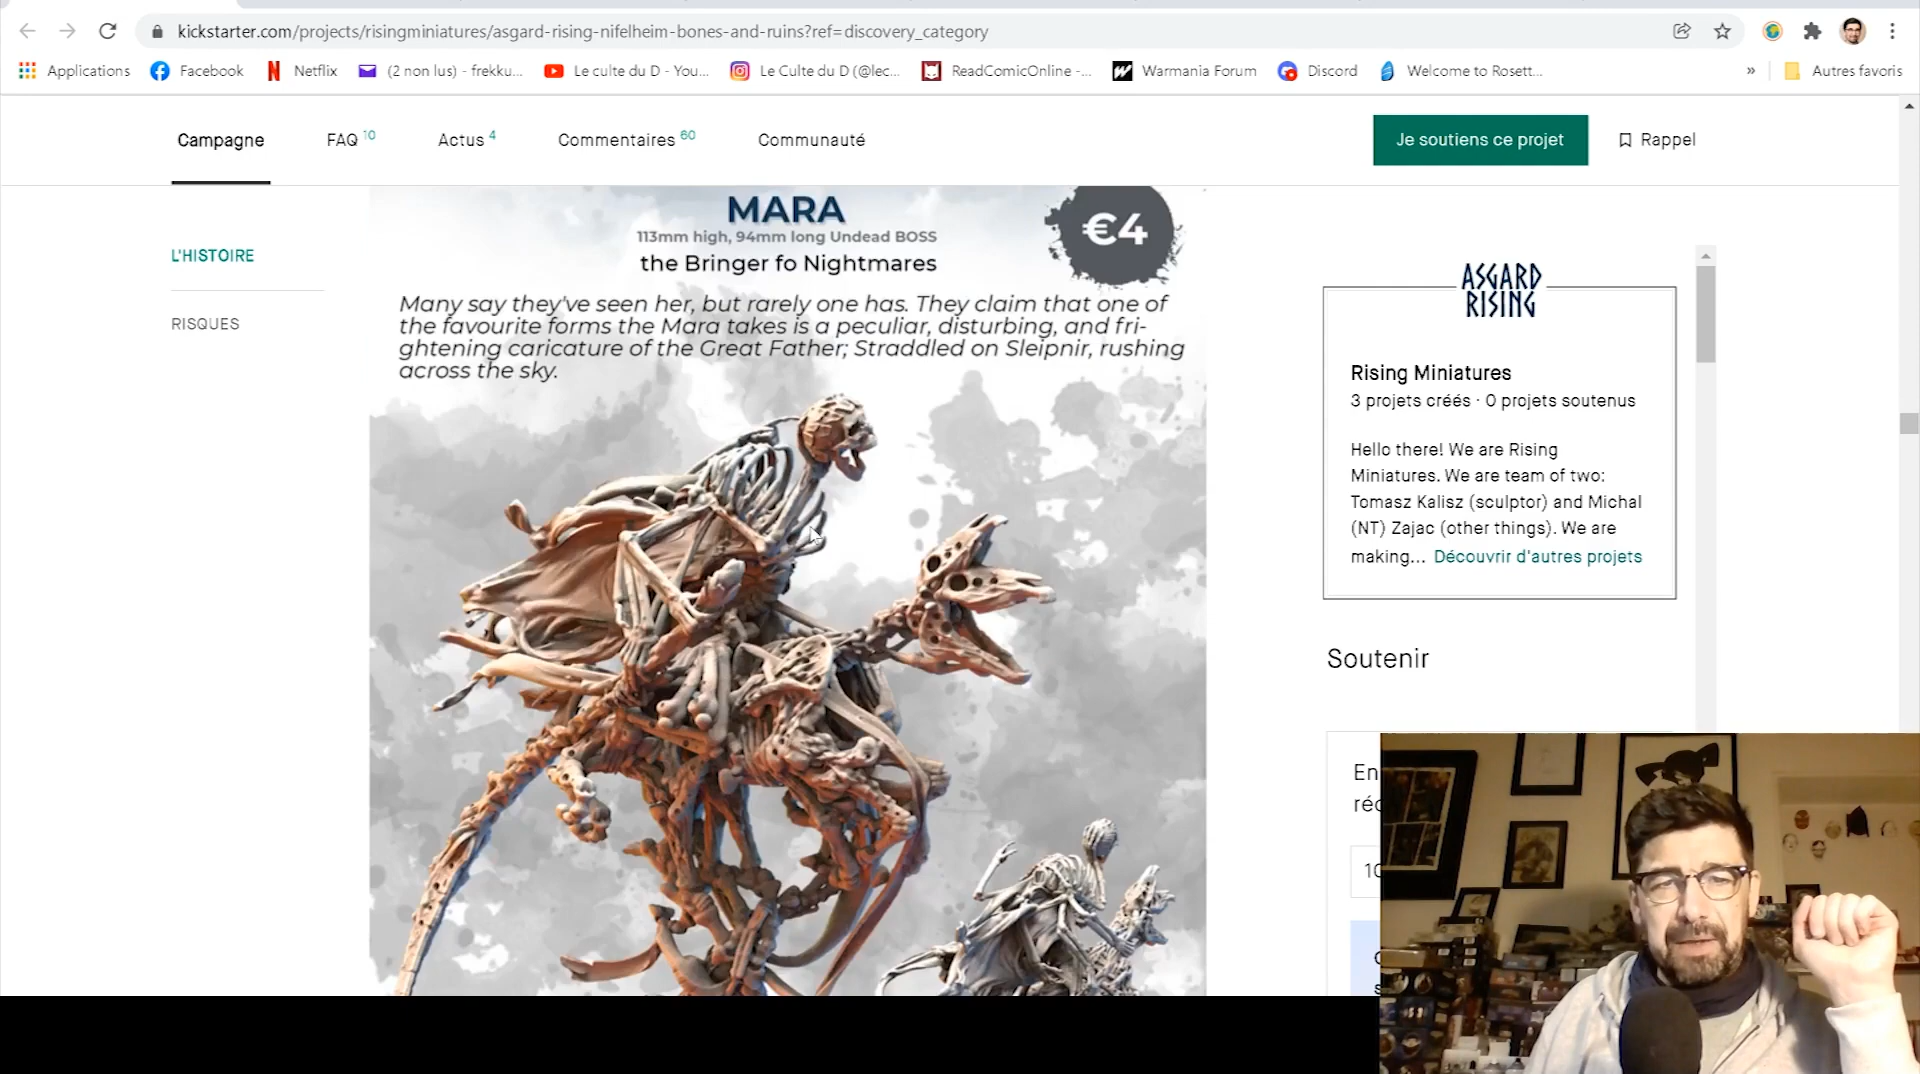 kickstarter.com/projects/risingminiatures/asgard-rising-nifelheim-bones-and-ruins?ref=discovery_category
Applications
Facebook
Netflix
(2 non lus) - frekku...
Le culte du D - You...
Le Culte du D (@lec...
ReadComicOnline -...
Warmania Forum
Discord
Welcome to Rosett...
»
Autres favoris
Campagne
FAQ 10
Actus 4
Commentaires 60
Communauté
Je soutiens ce projet
Rappel
L'HISTOIRE
RISQUES
MARA
113mm high, 94mm long Undead BOSS
the Bringer fo Nightmares
€4
Many say they've seen her, but rarely one has. They claim that one of
the favourite forms the Mara takes is a peculiar, disturbing, and fri-
ghtening caricature of the Great Father; Straddled on Sleipnir, rushing
across the sky.
ASGARD
RISING
Rising Miniatures
3 projets créés · 0 projets soutenus
Hello there! We are Rising
Miniatures. We are team of two:
Tomasz Kalisz (sculptor) and Michal
(NT) Zajac (other things). We are
making... Découvrir d'autres projets
Soutenir